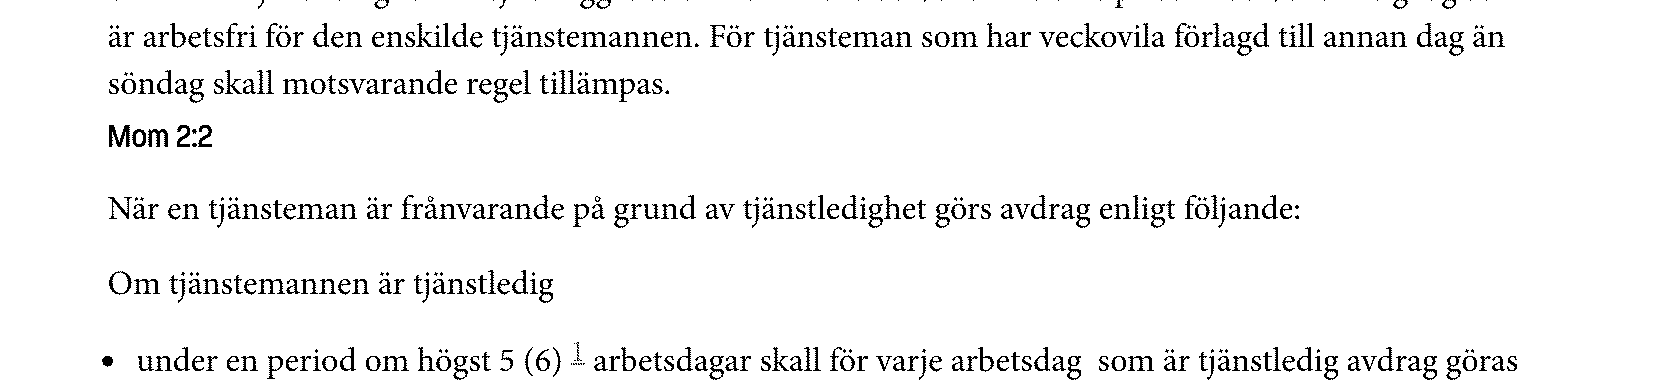 är arbetsfri för den enskilde tjänstemannen. För tjänsteman som har veckovila förlagd till annan dag än
söndag skall motsvarande regel tillämpas.
Mom 2:2
När en tjänsteman är frånvarande på grund av tjänstledighet görs avdrag enligt följande:
Om tjänstemannen är tjänstledig
• under en period om högst 5 (6) 1 arbetsdagar skall för varje arbetsdag som är tjänstledig avdrag göras